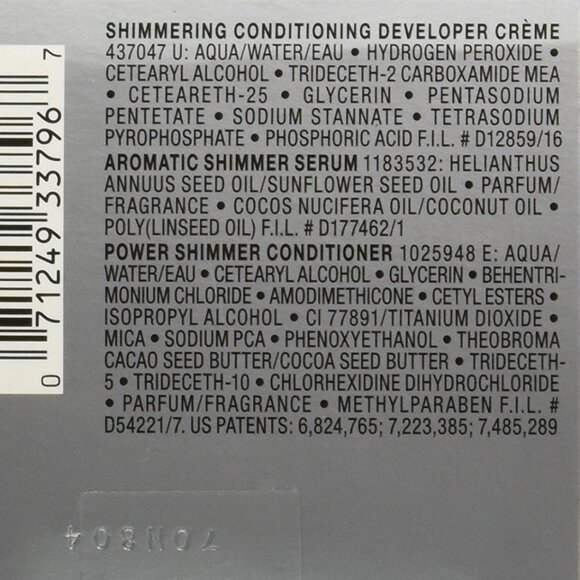 SHIMMERING CONDITIONING DEVELOPER CRÈME
437047 U: AQUA/WATER/EAU • HYDROGEN PEROXIDE •
CETEARYL ALCOHOL • TRIDECETH-2 CARBOXAMIDE MEA
• CETEARETH-25 • GLYCERIN • PENTASODIUM
PENTETATE • SODIUM STANNATE • TETRASODIUM
PYROPHOSPHATE • PHOSPHORIC ACID F.I.L. # D12859/16
AROMATIC SHIMMER SERUM 1183532: HELIANTHUS
ANNUUS SEED OIL/SUNFLOWER SEED OIL • PARFUM/
FRAGRANCE • COCOS NUCIFERA OIL/COCONUT OIL •
POLY(LINSEED OIL) F.I.L. # D177462/1
POWER SHIMMER CONDITIONER 1025948 E: AQUA/
WATER/EAU • CETEARYL ALCOHOL • GLYCERIN • BEHENTRI-
MONIUM CHLORIDE • AMODIMETHICONE • CETYL ESTERS •
ISOPROPYL ALCOHOL • CI 77891/TITANIUM DIOXIDE •
MICA • SODIUM PCA • PHENOXYETHANOL • THEOBROMA
CACAO SEED BUTTER/COCOA SEED BUTTER • TRIDECETH-
5 • TRIDECETH-10 • CHLORHEXIDINE DIHYDROCHLORIDE
• PARFUM/FRAGRANCE • METHYLPARABEN F.I.L. #
D54221/7. US PATENTS: 6,824,765; 7,223,385; 7,485,289
0 71249 33796 7